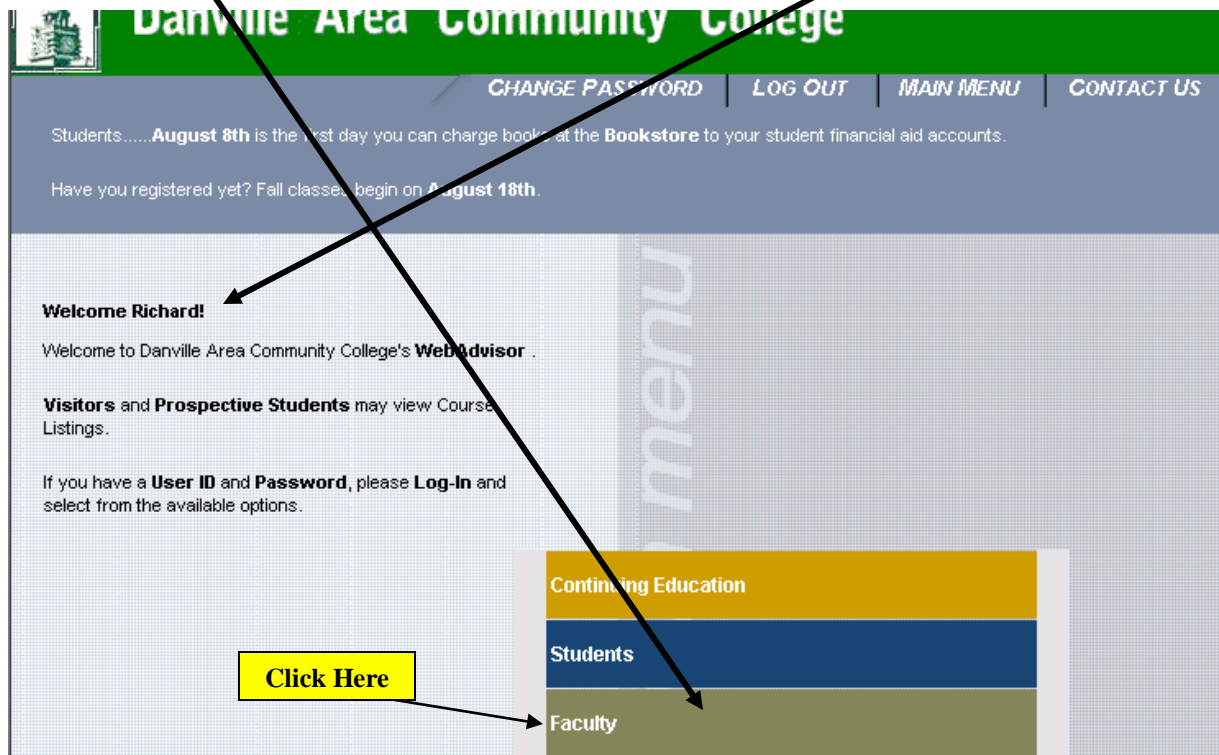 Danville Area Community College
CHANGE PASSWORD
LOG OUT
MAIN MENU
CONTACT US
Students......August 8th is the first day you can charge books at the Bookstore to your student financial aid accounts.
Have you registered yet? Fall classes begin on August 18th.
Welcome Richard!
Welcome to Danville Area Community College's WebAdvisor .
Visitors and Prospective Students may view Course
Listings.
If you have a User ID and Password, please Log-In and
select from the available options.
menu
Continuing Education
Students
Click Here
Faculty